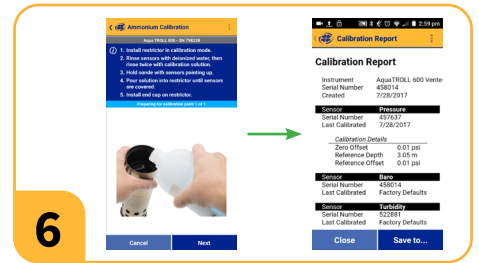 Ammonium Calibration
Aqua TROLL 600 - SN 798238
1. Install restrictor in calibration mode.
2. Rinse sensors with deionized water, then
rinse twice with calibration solution.
3. Hold sonde with sensors pointing up.
4. Pour solution into restrictor until sensors
are covered.
5. Install end cap on restrictor.
Preparing for calibration point 1 of 1
Cancel Next
2:59 pm
Calibration Report
Calibration Report
Instrument AquaTROLL 600 Vente
Serial Number 458014
Created 7/28/2017
Sensor Pressure
Serial Number 457637
Last Calibrated 7/28/2017
Calibration Details
Zero Offset 0.01 psi
Reference Depth 3.05 m
Reference Offset 0.01 psi
Sensor Baro
Serial Number 458014
Last Calibrated Factory Defaults
Sensor Turbidity
Serial Number 522881
Last Calibrated Factory Defaults
Close Save to...
6